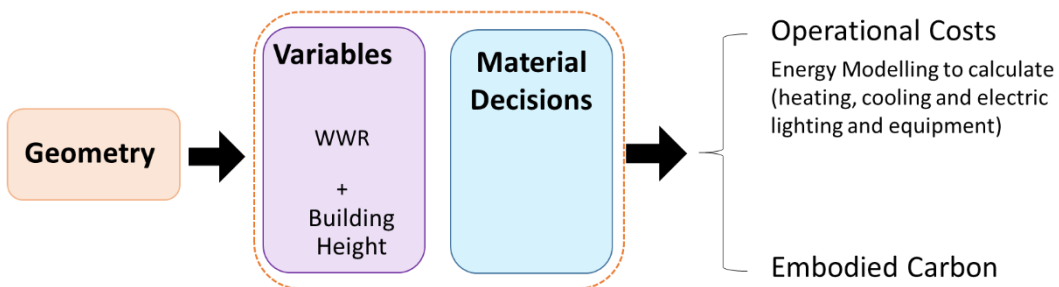 Geometry
Variables
WWR
+
Building
Height
Material
Decisions
Operational Costs
Energy Modelling to calculate
(heating, cooling and electric
lighting and equipment)
Embodied Carbon